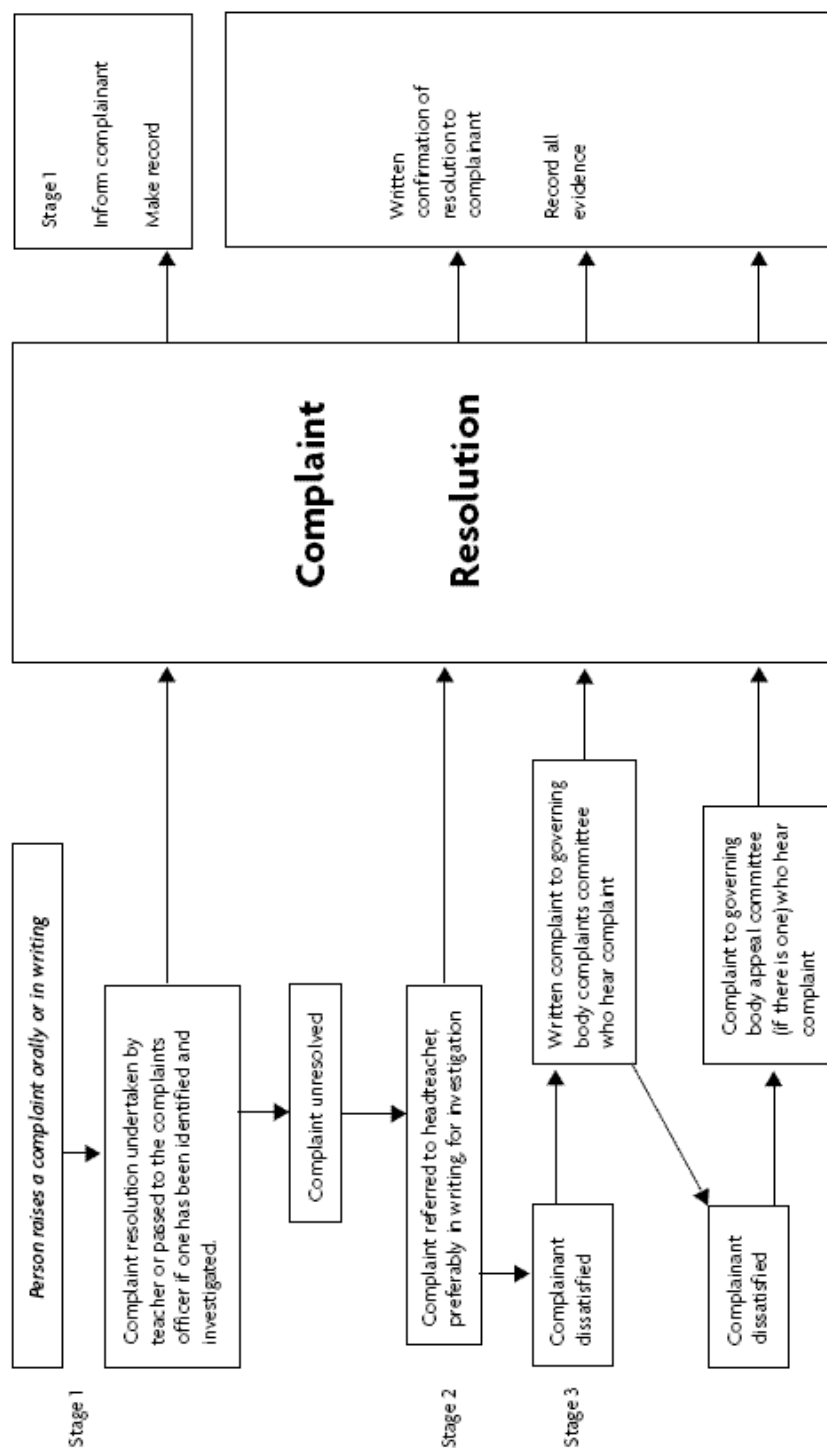 Person raises a complaint orally or in writing
Stage 1
Complaint resolution undertaken by
teacher or passed to the complaints
officer if one has been identified and
investigated.
Complaint unresolved
Stage 2
Complaint referred to headteacher,
preferably in writing, for investigation
Stage 3
Complainant
dissatisfied
Written complaint to governing
body complaints committee
who hear complaint
Complainant
dissatisfied
Complaint to governing
body appeal committee
(if there is one) who hear
complaint
Complaint
Resolution
Stage 1
Inform complainant
Make record
Written
confirmation of
resolution to
complainant
Record all
evidence